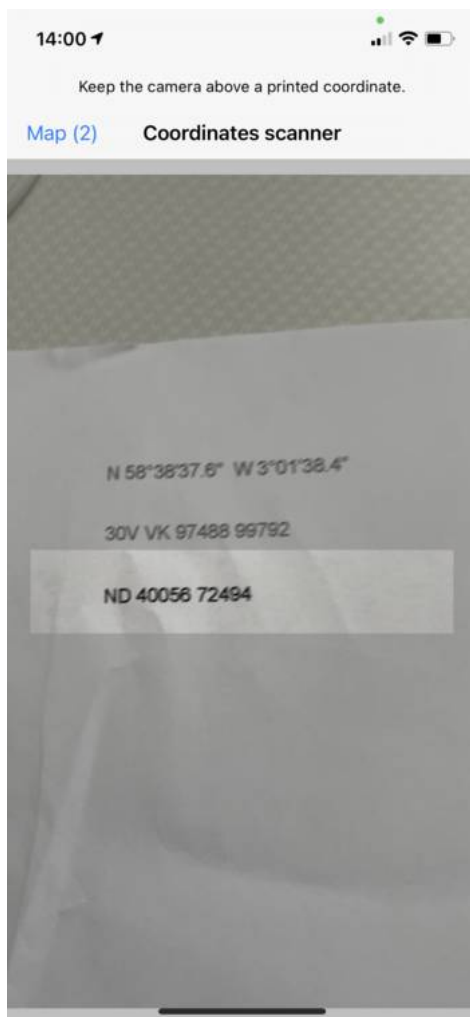 14:00
Keep the camera above a printed coordinate.
Map (2) Coordinates scanner
N 58°38'37.6" W 3°01'38.4"
30V VK 97488 99792
ND 40056 72494